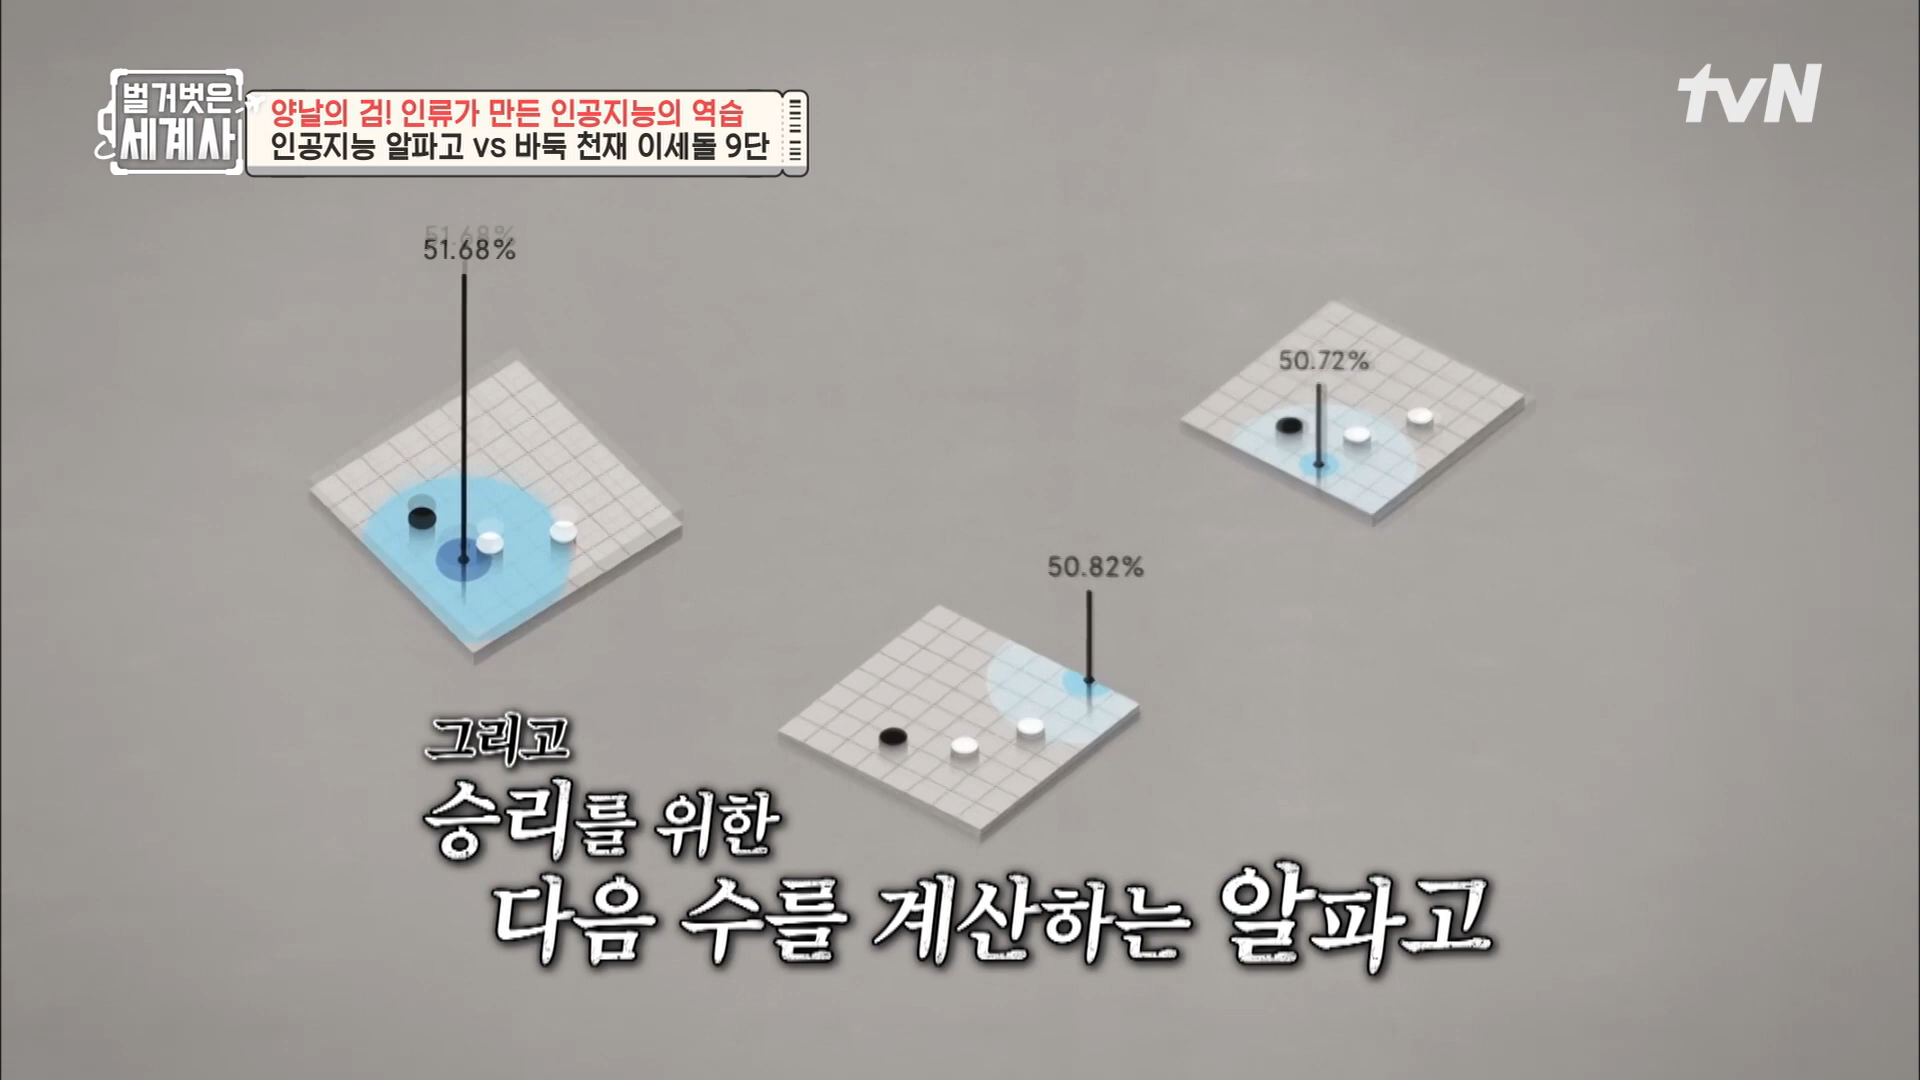 벌거벗은
세계사
양날의 검! 인류가 만든 인공지능의 역습
인공지능 알파고 vs 바둑 천재 이세돌 9단
tvN
51.68%
51.68%
50.72%
50.82%
그리고
승리를 위한
다음 수를 계산하는 알파고